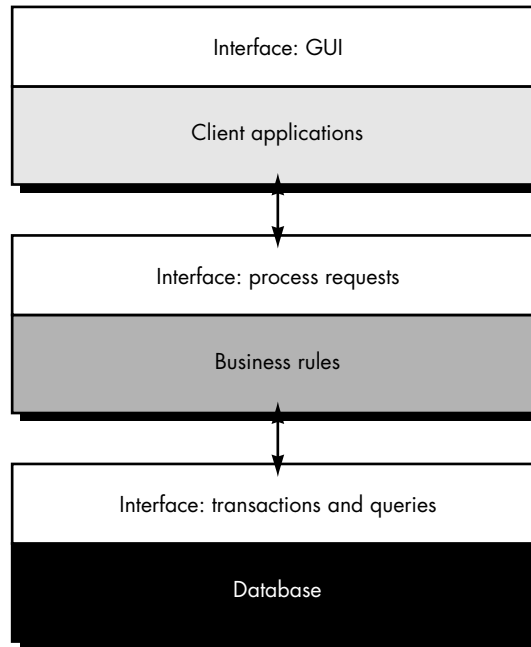 Interface: GUI
Client applications
Interface: process requests
Business rules
Interface: transactions and queries
Database